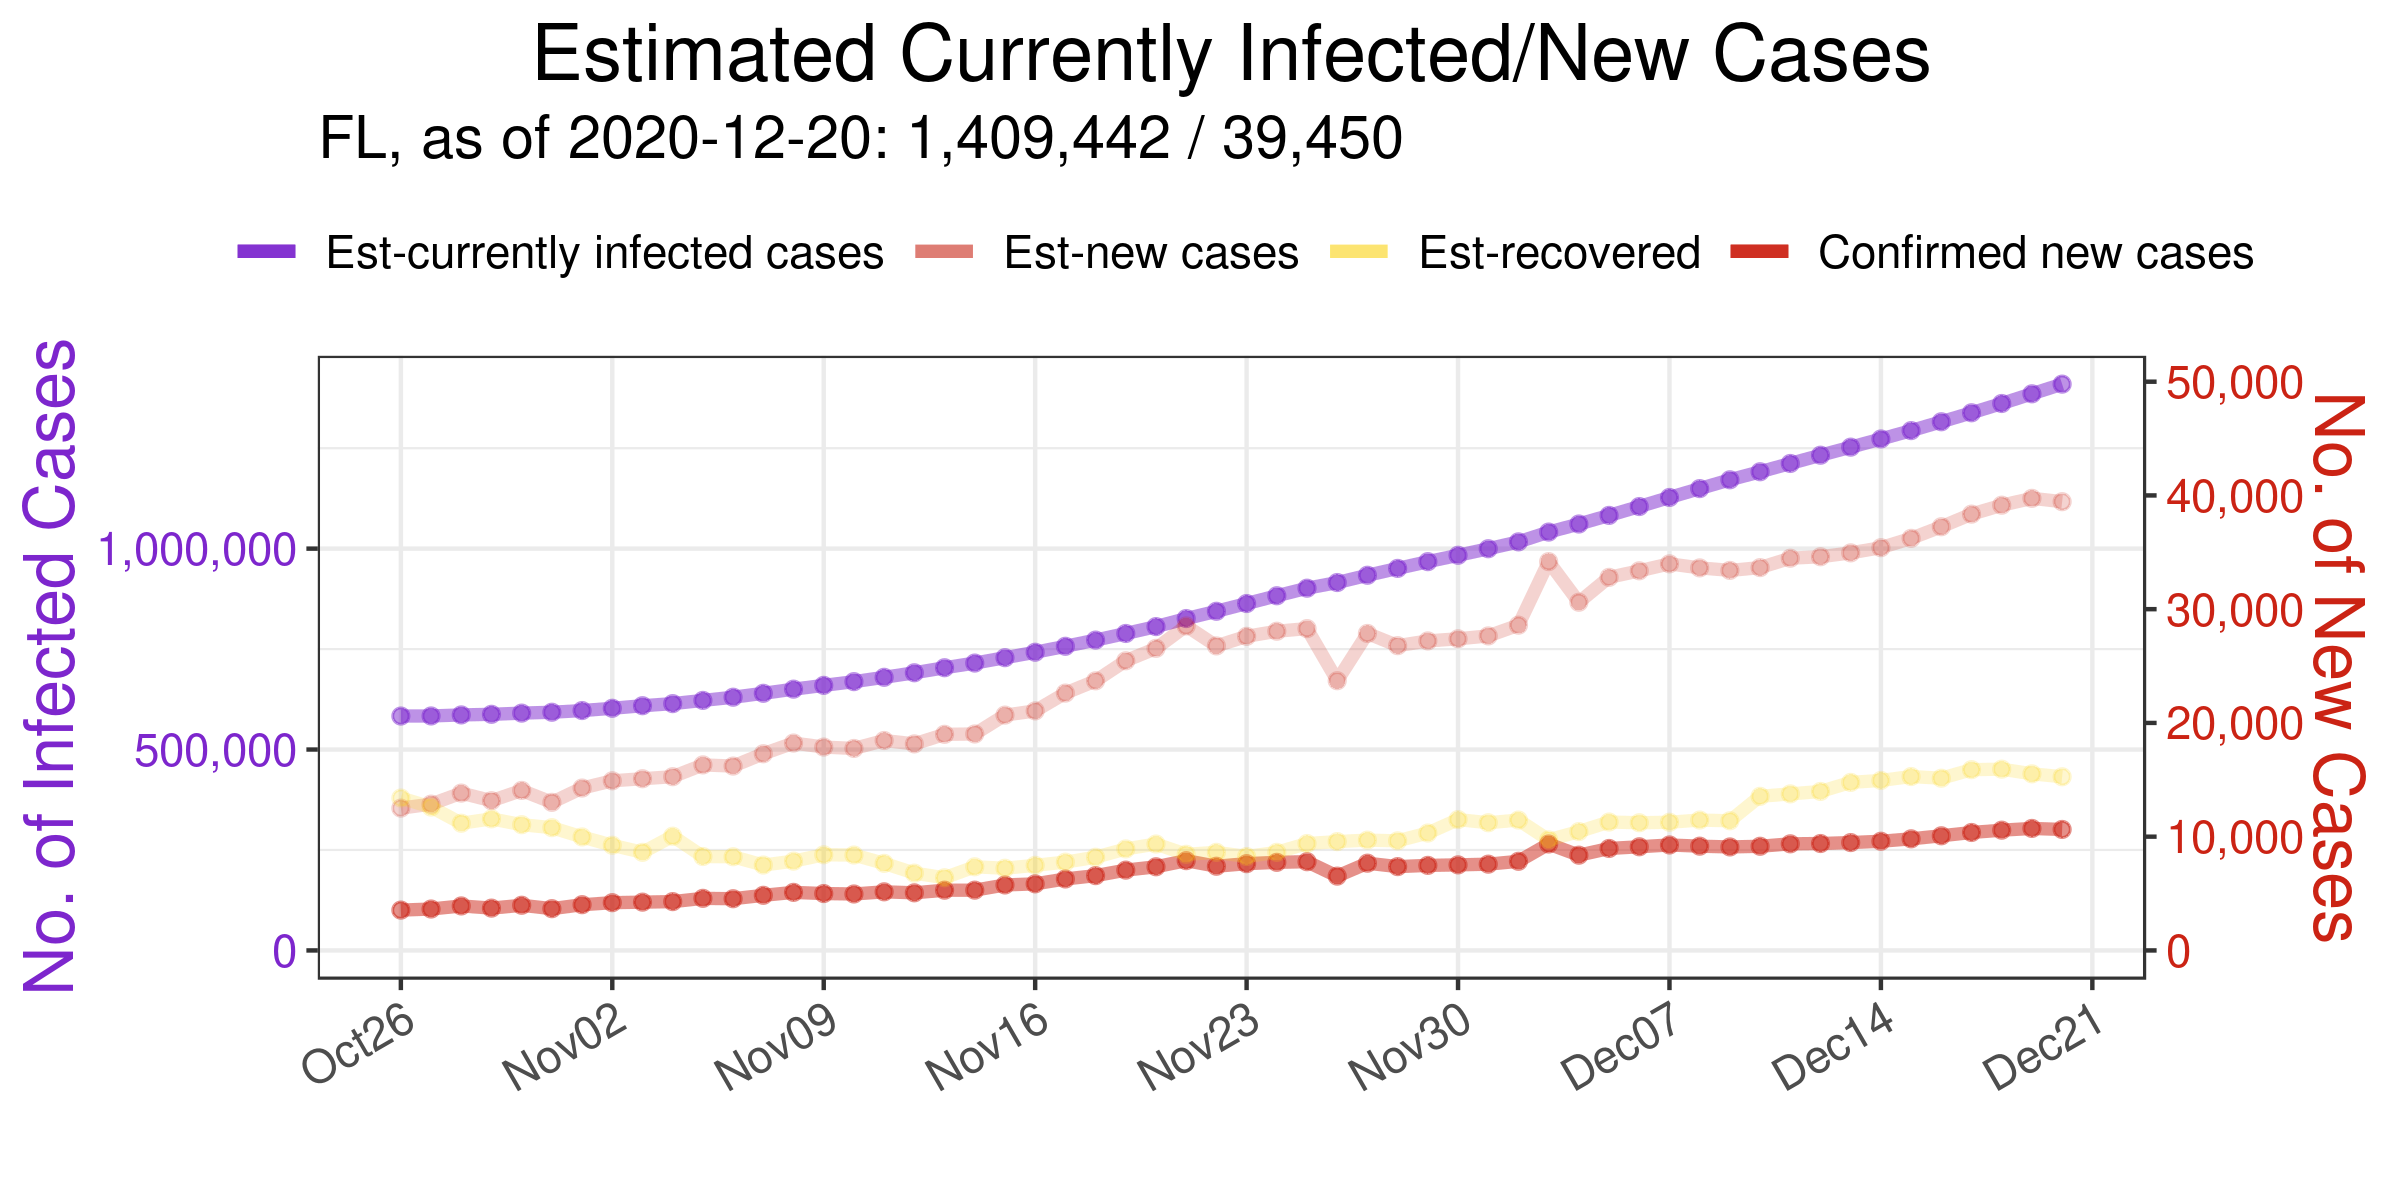 Estimated Currently Infected/New Cases
FL, as of 2020-12-20: 1,409,442 / 39,450
Est-currently infected cases Est-new cases Est-recovered Confirmed new cases
No. of Infected Cases
1,000,000
500,000
0
50,000
40,000
30,000
20,000
10,000
0
No. of New Cases
Oct26 Nov02 Nov09 Nov16 Nov23 Nov30 Dec07 Dec14 Dec21